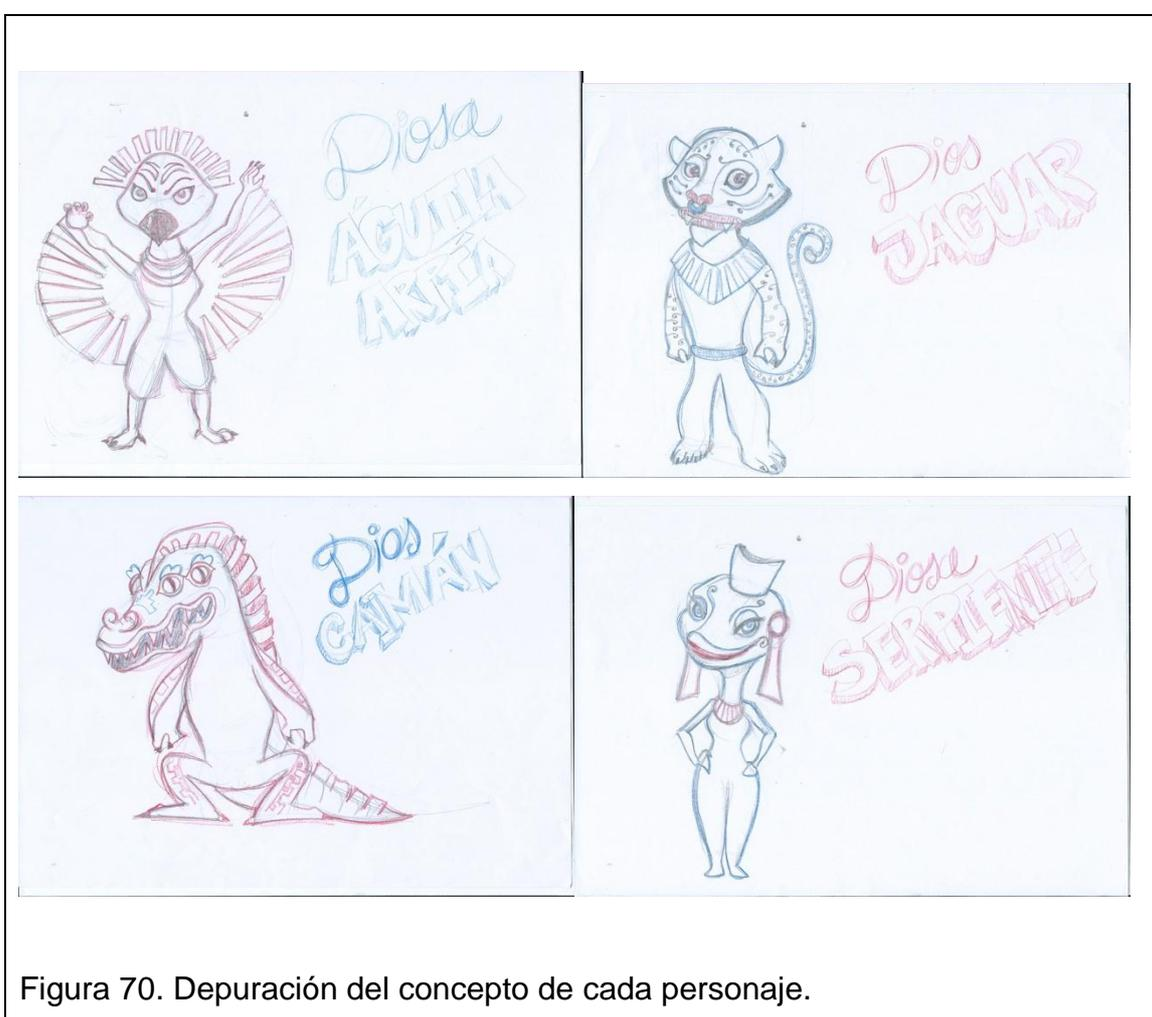 Diosa
ÁGUILA
ARPÍA
Dios
JAGUAR
Dios
CAIMÁN
Diosa
SERPIENTE
Figura 70. Depuración del concepto de cada personaje.